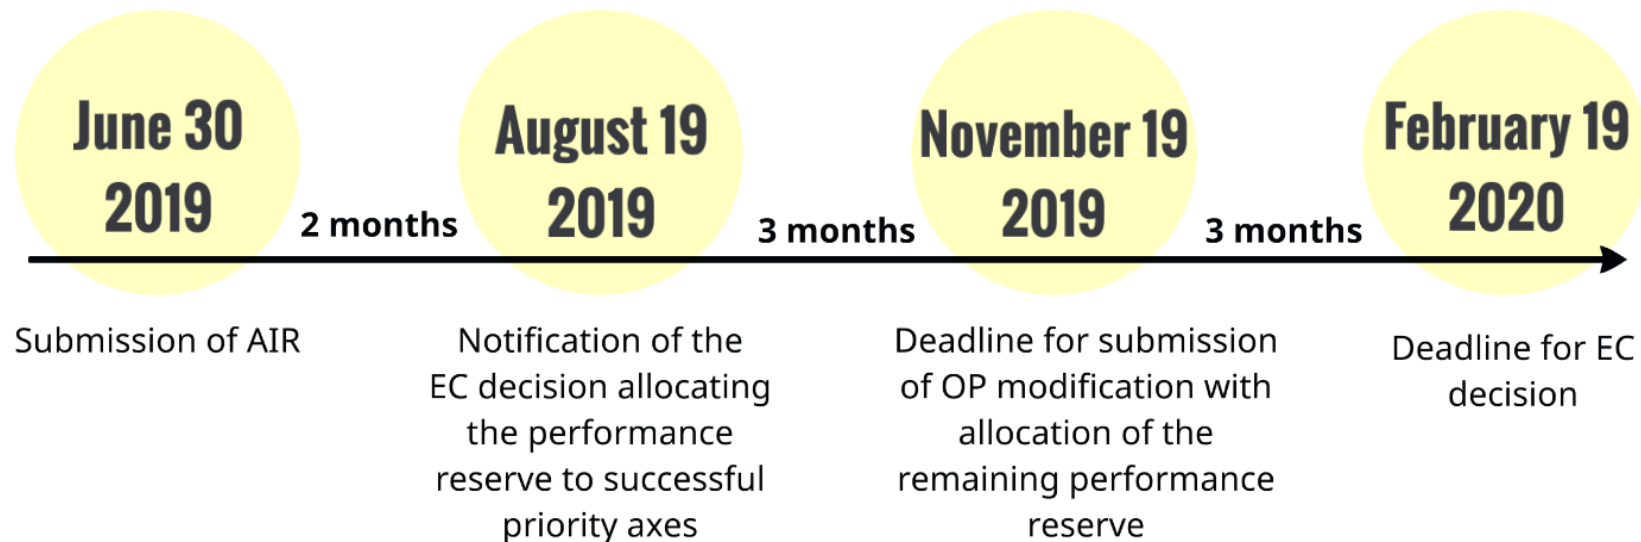 June 30
2019
2 months
August 19
2019
3 months
November 19
2019
3 months
February 19
2020
Submission of AIR
Notification of the
EC decision allocating
the performance
reserve to successful
priority axes
Deadline for submission
of OP modification with
allocation of the
remaining performance
reserve
Deadline for EC
decision